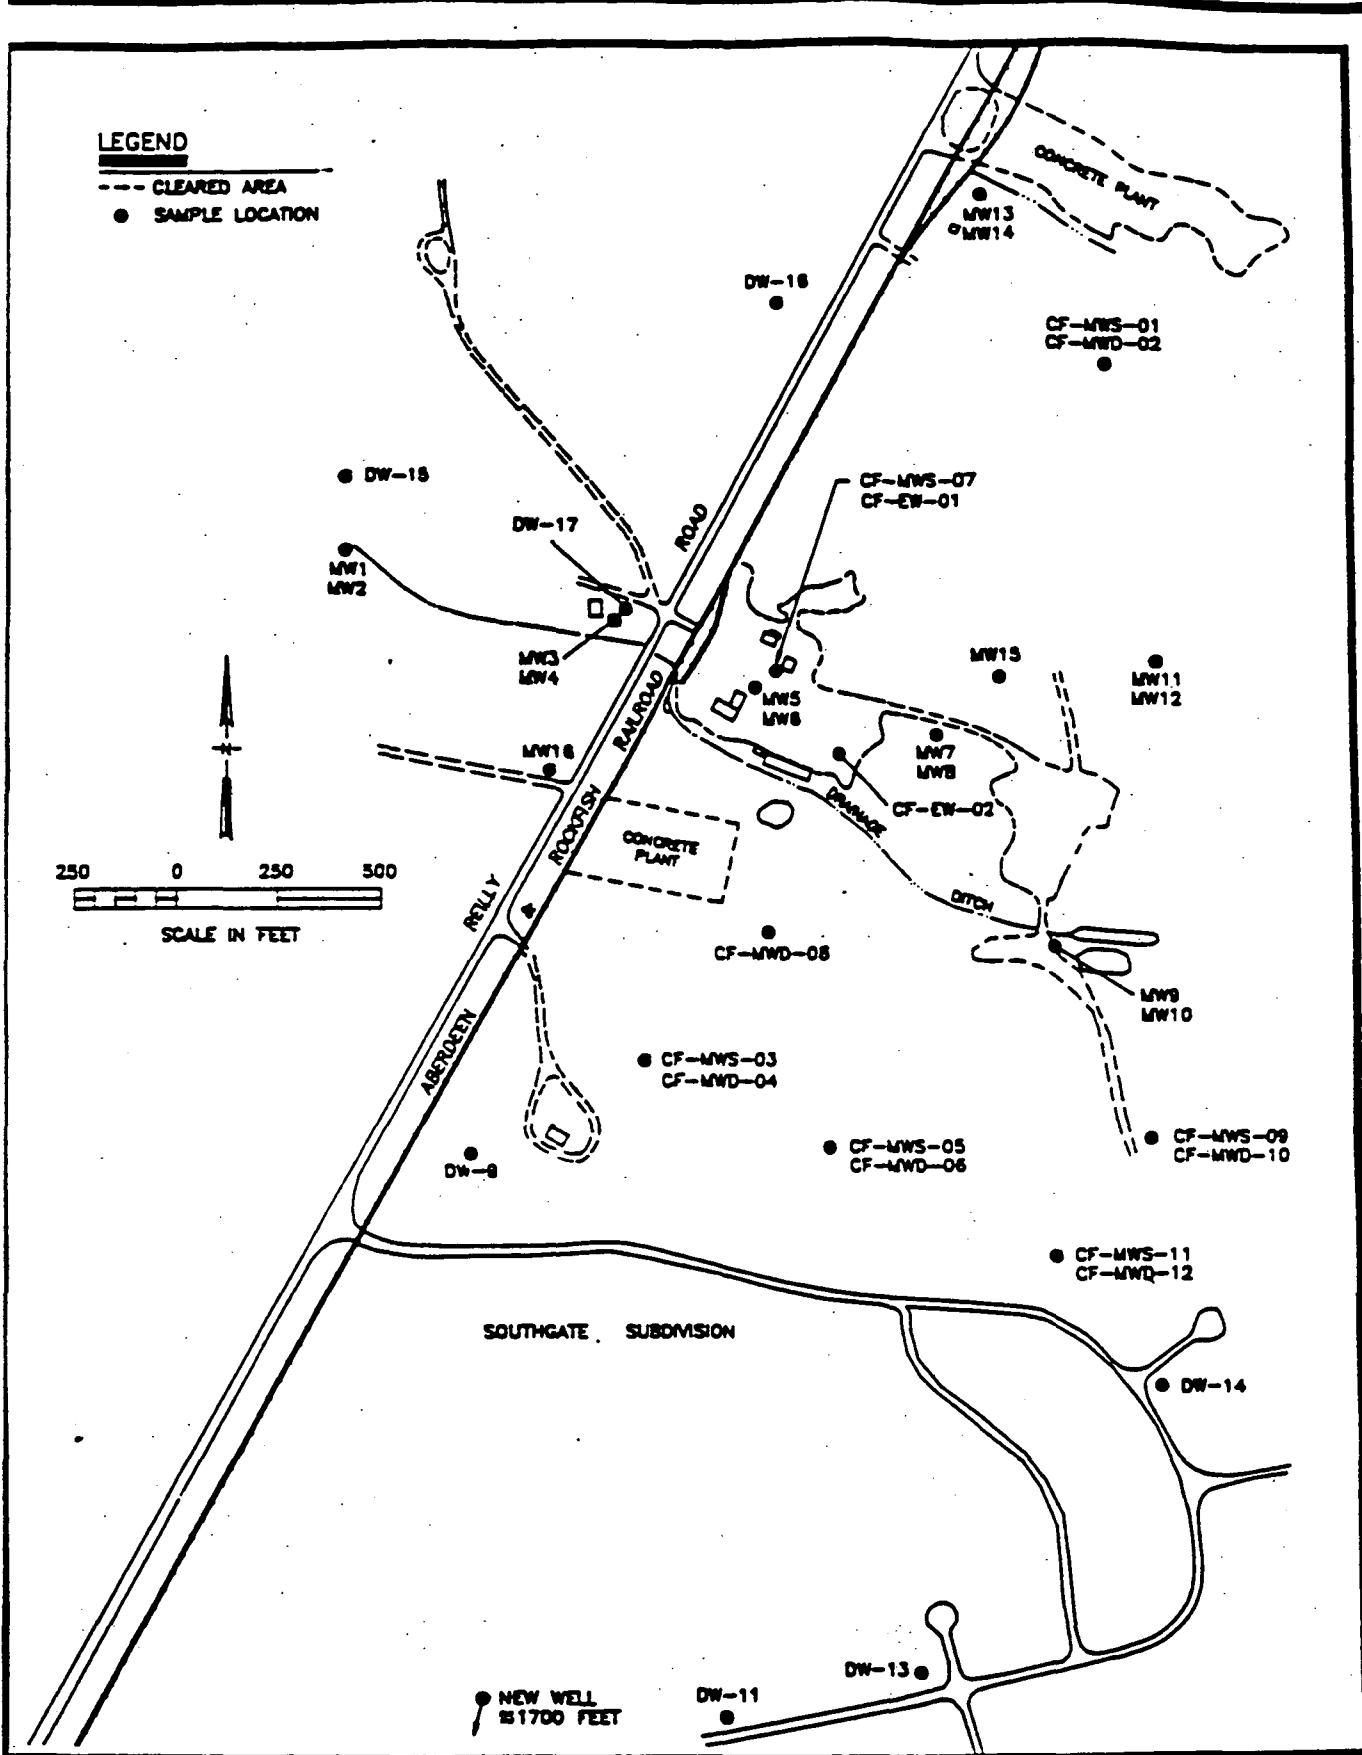 LEGEND
CLEARED AREA
SAMPLE LOCATION
CONCRETE PLANT
MW13
MW14
DW-16
CF-MWS-01
CF-MWD-02
DW-15
CF-MWS-07
CF-EW-01
DW-17
ROAD
MW1
MW2
MW3
MW4
MW15
MW11
MW12
MW5
MW6
RAILROAD
N
MW16
MW7
MW8
DRAINAGE
CF-EW-02
ROCKFISH
CONCRETE
PLANT
250 0 250 500
SCALE IN FEET
REILLY
&
DITCH
CF-MWD-08
MW9
MW10
ABERDEEN
CF-MWS-03
CF-MWD-04
CF-MWS-05
CF-MWD-06
CF-MWS-09
CF-MWD-10
CF-MWS-11
CF-MWD-12
SOUTHGATE SUBDIVISION
DW-14
DW-13
NEW WELL
≈1700 FEET
DW-11